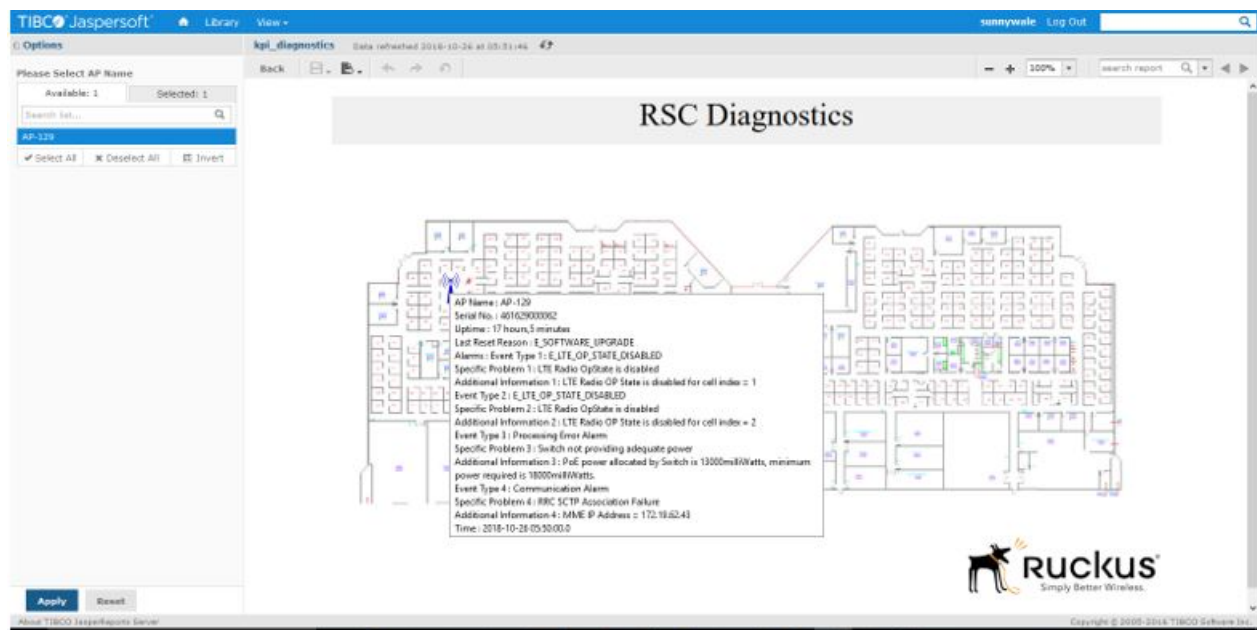 TIBCO Jaspersoft Library View sunnywale Log Out
Options
kpi_diagnostics Data refreshed 2018-10-26 at 05:51:46
Back 100% search report
Please Select AP Name
Available: 1 Selected: 1
Search list...
AP-129
Select All Deselect All Invert
RSC Diagnostics
AP Name : AP-129
Serial No. : 461629000062
Uptime : 17 hours,5 minutes
Last Reset Reason : E_SOFTWARE_UPGRADE
Alarms : Event Type 1: E_LTE_OP_STATE_DISABLED
Specific Problem 1 : LTE Radio OpState is disabled
Additional Information 1 : LTE Radio OP State is disabled for cell index = 1
Event Type 2 : E_LTE_OP_STATE_DISABLED
Specific Problem 2 : LTE Radio OpState is disabled
Additional Information 2 : LTE Radio OP State is disabled for cell index = 2
Event Type 3 : Processing Error Alarm
Specific Problem 3 : Switch not providing adequate power
Additional Information 3 : PoE power allocated by Switch is 13000milliWatts, minimum
power required is 18000milliWatts.
Event Type 4 : Communication Alarm
Specific Problem 4 : RRC SCTP Association Failure
Additional Information 4 : MME IP Address = 172.19.62.43
Time : 2018-10-26 05:50:00.0
Ruckus
Simply Better Wireless.
Apply Reset
About TIBCO JasperReports Server
Copyright © 2005-2016 TIBCO Software Inc.